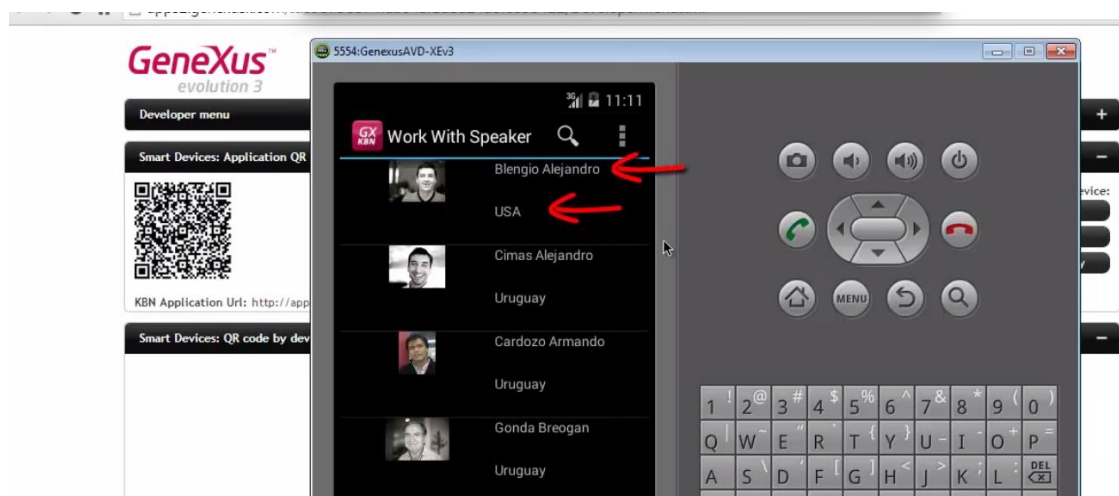 GeneXus™
evolution 3
Developer menu
+
Smart Devices: Application QR
−
KBN Application Url: http://app
Smart Devices: QR code by dev
−
5554:GenexusAVD-XEv3
3G 11:11
GX KBN Work With Speaker
Blengio Alejandro
USA
Cimas Alejandro
Uruguay
Cardozo Armando
Uruguay
Gonda Breogan
Uruguay
MENU
1 ! 2 @ 3 # 4 $ 5 % 6 ^ 7 & 8 * 9 ( 0 )
Q | W ~ E " R ` T { Y } U - I - O + P =
A S \ D ' F [ G ] H < J > K ; L : DEL